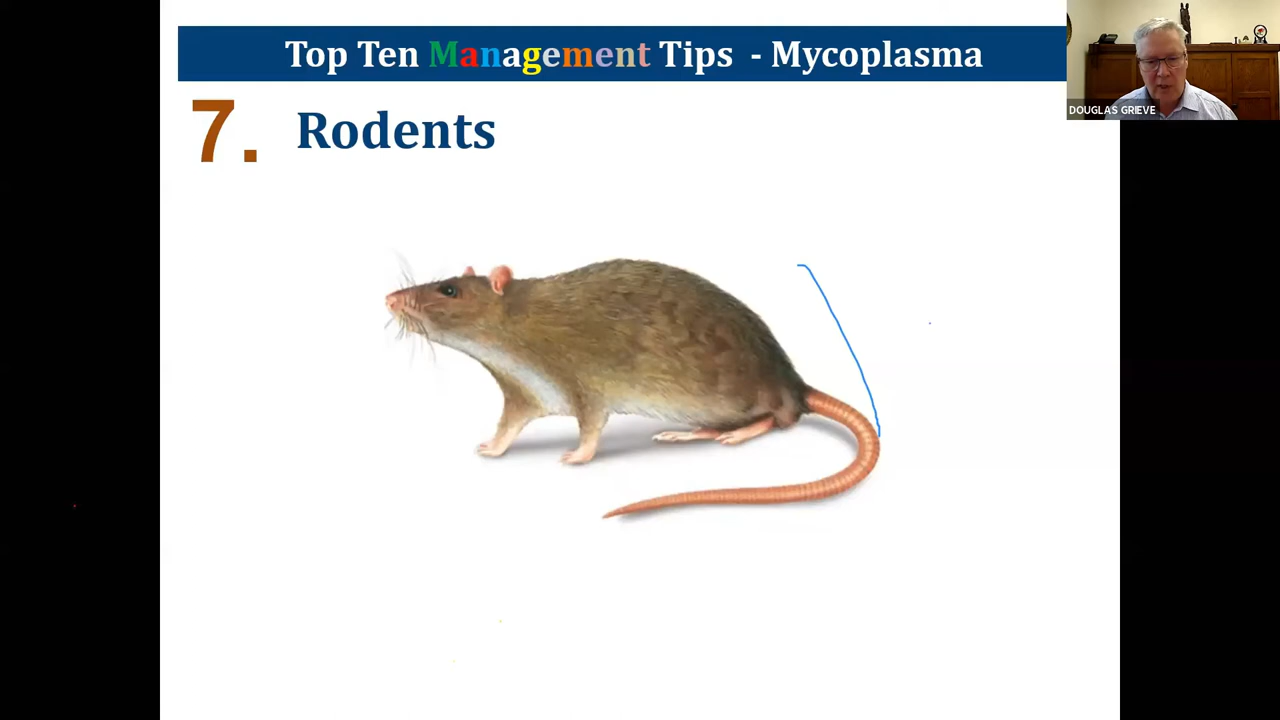 Top Ten Management Tips - Mycoplasma
DOUGLAS GRIEVE
7. Rodents